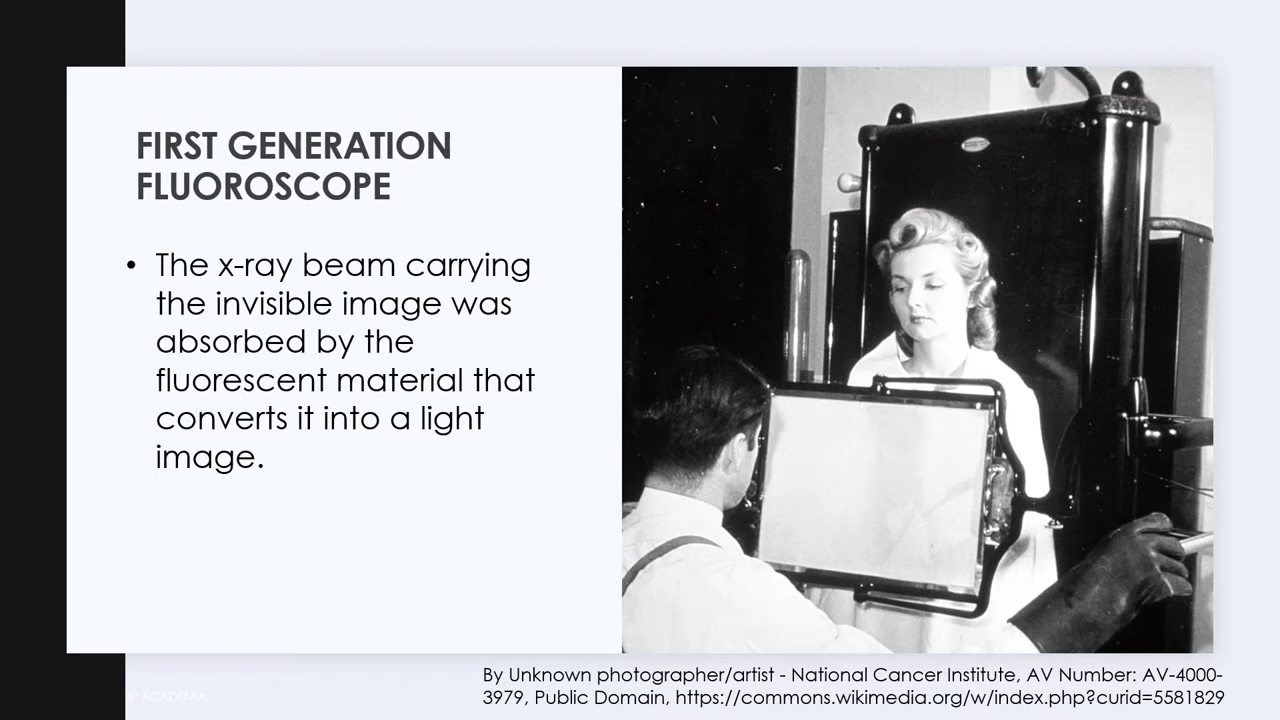 FIRST GENERATION
FLUOROSCOPE
• The x-ray beam carrying
the invisible image was
absorbed by the
fluorescent material that
converts it into a light
image.
By Unknown photographer/artist - National Cancer Institute, AV Number: AV-4000-
3979, Public Domain, https://commons.wikimedia.org/w/index.php?curid=5581829
ACADEMIA